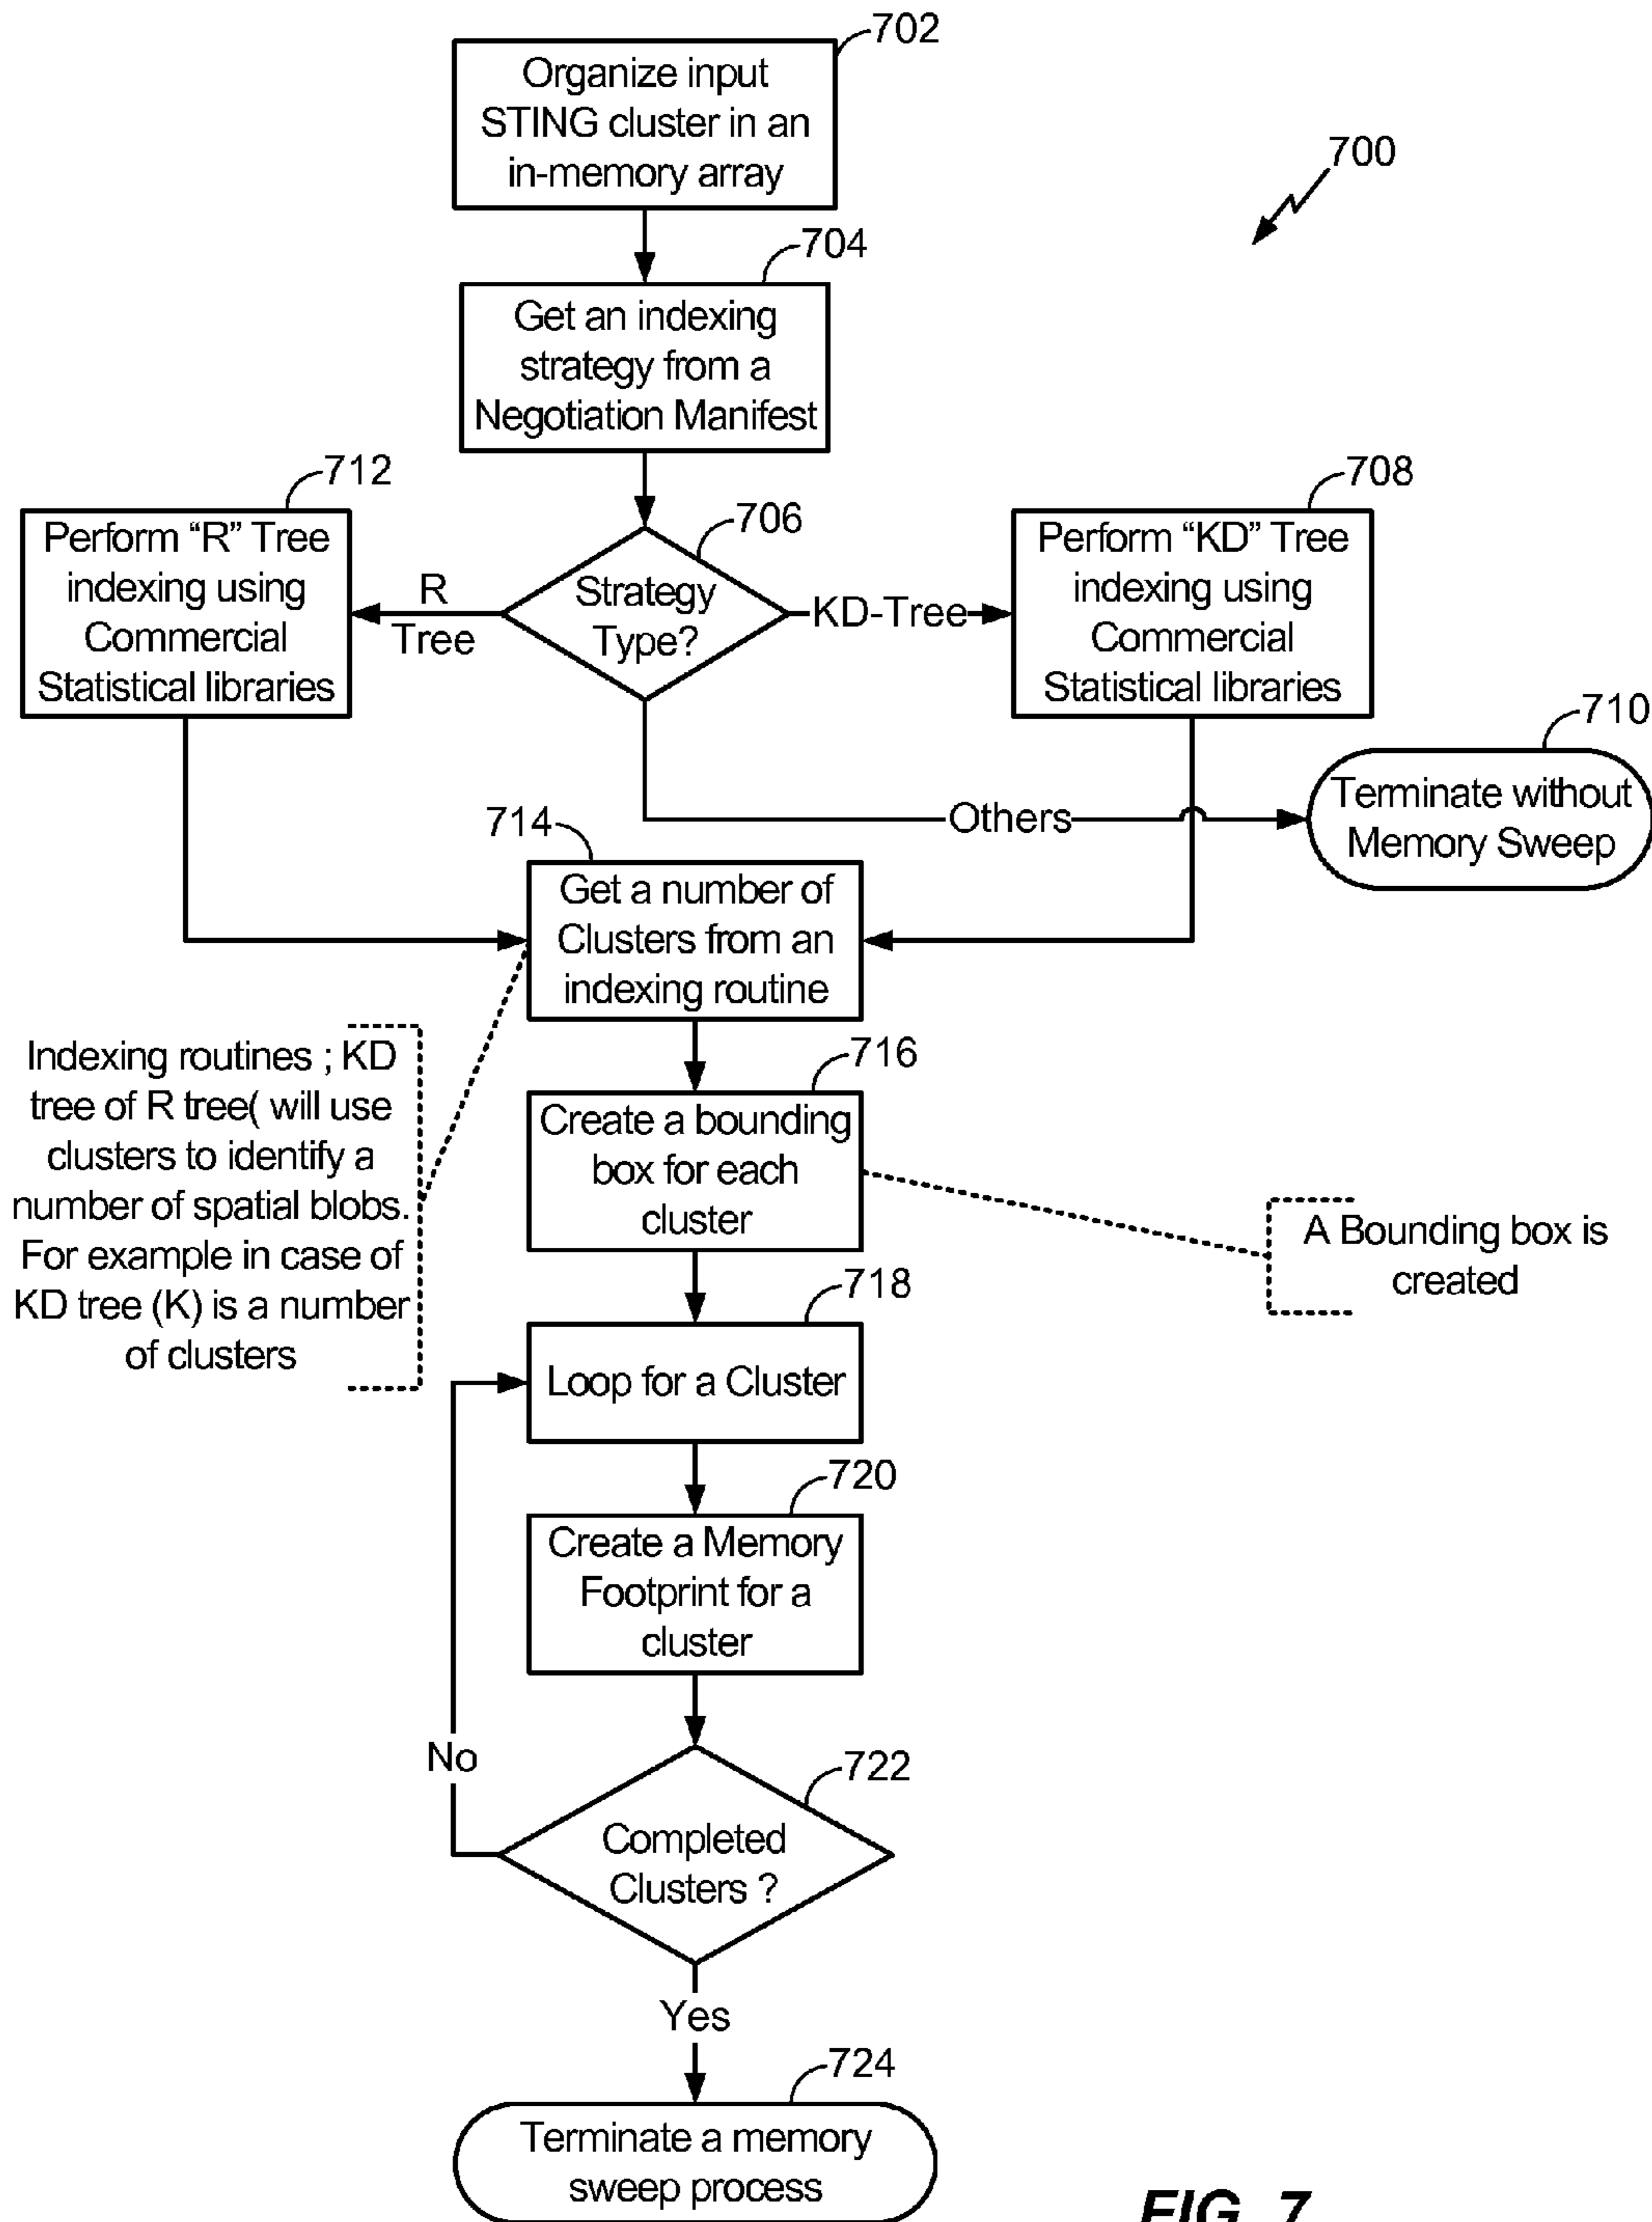 702
Organize input
STING cluster in an
in-memory array
700
704
Get an indexing
strategy from a
Negotiation Manifest
712
Perform “R” Tree
indexing using
Commercial
Statistical libraries
R
Tree
706
Strategy
Type?
KD-Tree
708
Perform “KD” Tree
indexing using
Commercial
Statistical libraries
Others
710
Terminate without
Memory Sweep
714
Get a number of
Clusters from an
indexing routine
Indexing routines ; KD
tree of R tree( will use
clusters to identify a
number of spatial blobs.
For example in case of
KD tree (K) is a number
of clusters
716
Create a bounding
box for each
cluster
A Bounding box is
created
718
Loop for a Cluster
720
Create a Memory
Footprint for a
cluster
No
722
Completed
Clusters ?
Yes
724
Terminate a memory
sweep process
FIG. 7